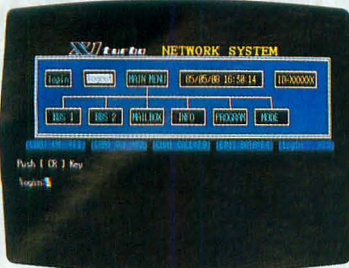 X1 turbo NETWORK SYSTEM
login logout MAIN MENU 85/05/08 16:58:14 ID=XXXXXX
BBS 1 BBS 2 MAILBOX INFO PROGRAM MODE
Push [ CR ] Key
login: